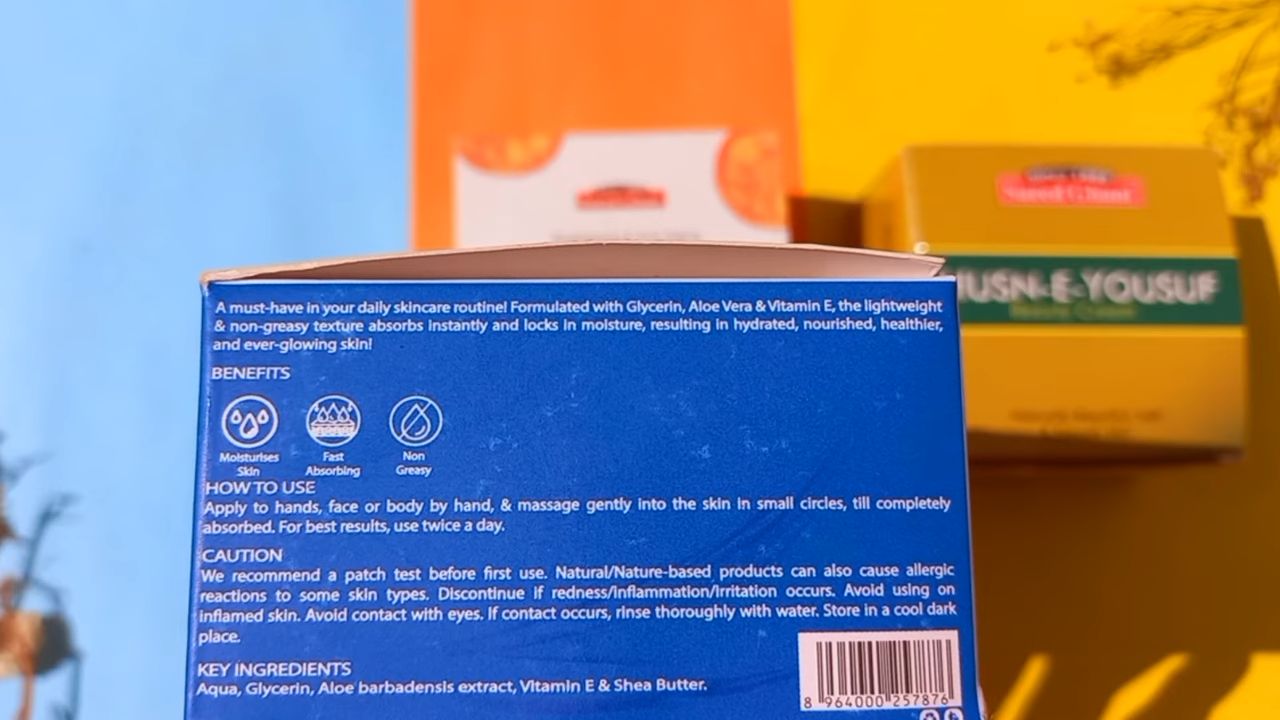 A must-have in your daily skincare routine! Formulated with Glycerin, Aloe Vera & Vitamin E, the lightweight
& non-greasy texture absorbs instantly and locks in moisture, resulting in hydrated, nourished, healthier,
and ever-glowing skin!
BENEFITS
Moisturises
Skin
Fast
Absorbing
Non
Greasy
HOW TO USE
Apply to hands, face or body by hand, & massage gently into the skin in small circles, till completely
absorbed. For best results, use twice a day.
CAUTION
We recommend a patch test before first use. Natural/Nature-based products can also cause allergic
reactions to some skin types. Discontinue if redness/inflammation/irritation occurs. Avoid using on
inflamed skin. Avoid contact with eyes. If contact occurs, rinse thoroughly with water. Store in a cool dark
place.
KEY INGREDIENTS
Aqua, Glycerin, Aloe barbadensis extract, Vitamin E & Shea Butter.
8 964000 257876
Saeed Ghani
HUSN-E-YOUSUF
Beauty Cream